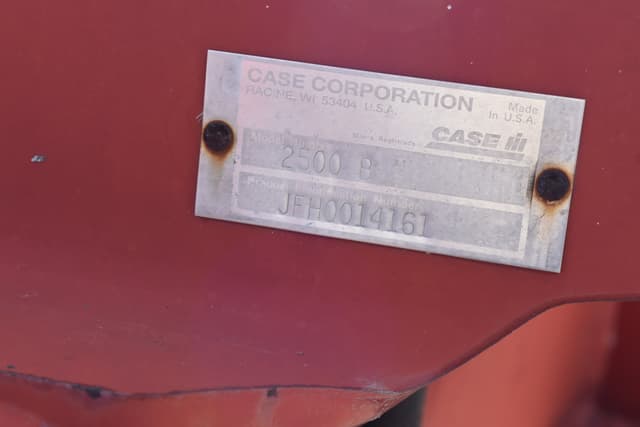 CASE CORPORATION
RACINE, WI 53404 U.S.A.
Made
In U.S.A.
CASE IH
2500 B
JFH0014161